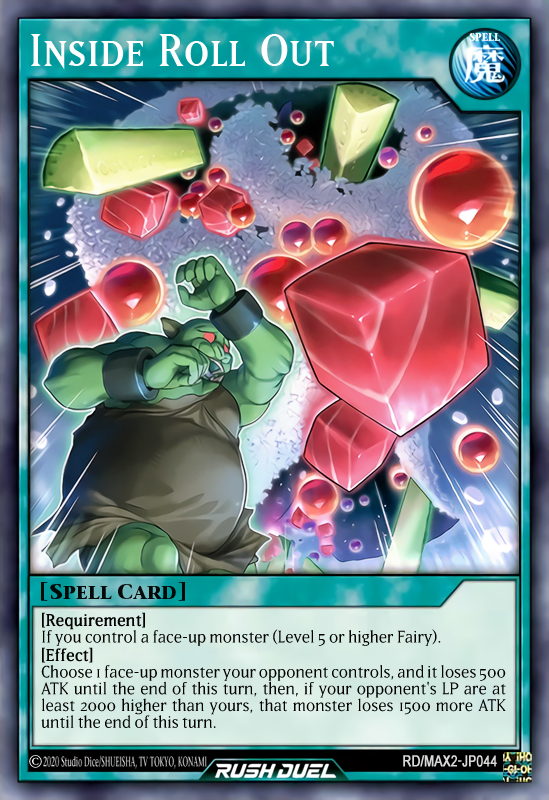 Inside Roll Out
SPELL
魔
[Spell Card]
[Requirement]
If you control a face-up monster (Level 5 or higher Fairy).
[Effect]
Choose 1 face-up monster your opponent controls, and it loses 500
ATK until the end of this turn, then, if your opponent's LP are at
least 2000 higher than yours, that monster loses 1500 more ATK
until the end of this turn.
©2020 Studio Dice/SHUEISHA, TV TOKYO, KONAMI
RUSH DUEL
RD/MAX2-JP044